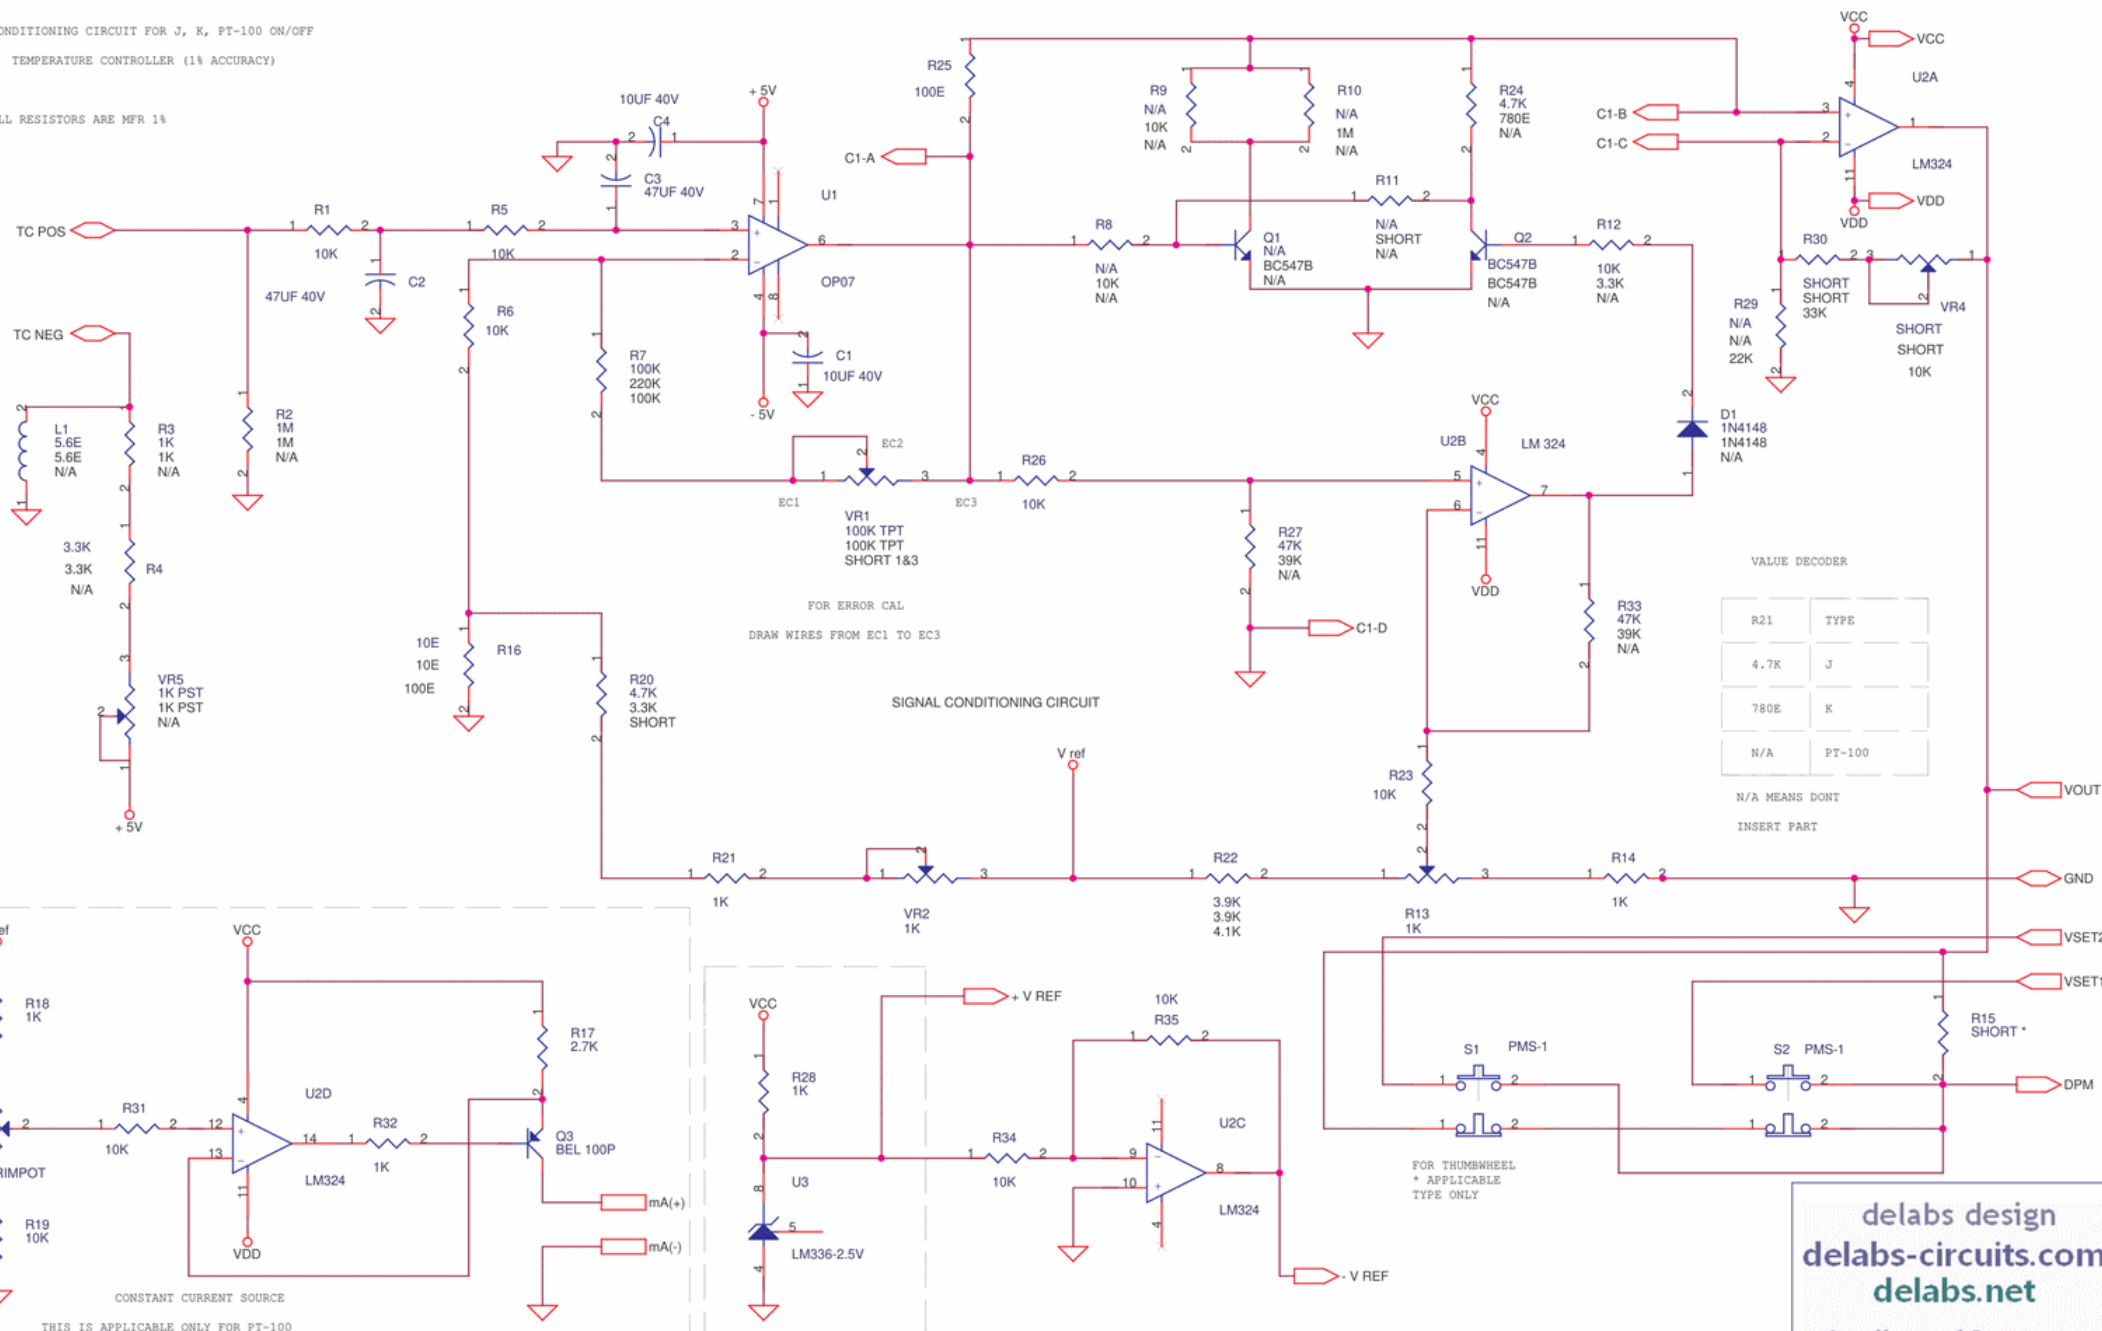 ONDITIONING CIRCUIT FOR J, K, PT-100 ON/OFF
TEMPERATURE CONTROLLER (1% ACCURACY)
LL RESISTORS ARE MFR 1%
TC POS
R1
10K
C2
47UF 40V
R5
10K
10UF 40V
C4
C3
47UF 40V
+ 5V
U1
OP07
- 5V
C1
10UF 40V
TC NEG
L1
5.6E
5.6E
N/A
R3
1K
1K
N/A
R2
1M
1M
N/A
3.3K
3.3K
N/A
R4
VR5
1K PST
1K PST
N/A
+ 5V
R6
10K
R7
100K
220K
100K
EC2
EC1
EC3
VR1
100K TPT
100K TPT
SHORT 1&3
FOR ERROR CAL
DRAW WIRES FROM EC1 TO EC3
10E
10E
100E
R16
R20
4.7K
3.3K
SHORT
SIGNAL CONDITIONING CIRCUIT
R25
100E
C1-A
R9
N/A
10K
N/A
R10
N/A
1M
N/A
R24
4.7K
780E
N/A
R11
N/A
SHORT
N/A
R8
N/A
10K
N/A
Q1
N/A
BC547B
N/A
Q2
BC547B
BC547B
N/A
R12
10K
3.3K
N/A
VCC
VCC
U2A
C1-B
C1-C
LM324
VDD
VDD
R30
SHORT
SHORT
33K
VR4
SHORT
SHORT
10K
R29
N/A
N/A
22K
R26
10K
VCC
U2B
LM 324
VDD
D1
1N4148
1N4148
N/A
R27
47K
39K
N/A
C1-D
R33
47K
39K
N/A
VALUE DECODER
R21 TYPE
4.7K J
780E K
N/A PT-100
N/A MEANS DONT
INSERT PART
R23
10K
V ref
R21
1K
VR2
1K
R22
3.9K
3.9K
4.1K
R13
1K
R14
1K
VOUT
GND
VSET2
VSET1
R15
SHORT *
DPM
S1 PMS-1
S2 PMS-1
FOR THUMBWHEEL
* APPLICABLE
TYPE ONLY
ef
R18
1K
RIMPOT
R19
10K
VCC
R31
10K
U2D
LM324
VDD
R32
1K
R17
2.7K
Q3
BEL 100P
mA(+)
mA(-)
CONSTANT CURRENT SOURCE
THIS IS APPLICABLE ONLY FOR PT-100
VCC
R28
1K
U3
LM336-2.5V
+ V REF
R34
10K
10K
R35
U2C
LM324
- V REF
delabs design
delabs-circuits.com
delabs.net